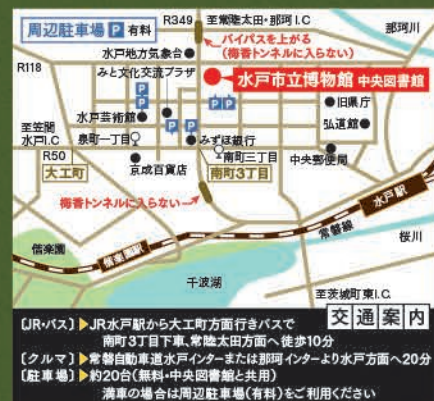 周辺駐車場 P 有料
R349
至常陸太田・那珂I.C
那珂川
バイパスを上がる
(梅香トンネルに入らない)
水戸地方気象台
R118
みと文化交流プラザ
水戸市立博物館 中央図書館
P
P
P P
旧県庁
水戸芸術館
弘道館
至笠間
水戸I.C
泉町一丁目
P P
みずほ銀行
R50
大工町
京成百貨店
南町三丁目
南町3丁目
中央郵便局
梅香トンネルに入らない
水戸駅
常磐線
桜川
偕楽園
偕楽園駅
千波湖
至茨城町東I.C
交通案内
〔JR・バス〕▶JR水戸駅から大工町方面行きバスで
南町3丁目下車、常陸太田方面へ徒歩10分
〔クルマ〕▶常磐自動車道水戸インターまたは那珂インターより水戸方面へ20分
〔駐車場〕▶約20台(無料・中央図書館と共用)
満車の場合は周辺駐車場(有料)をご利用ください